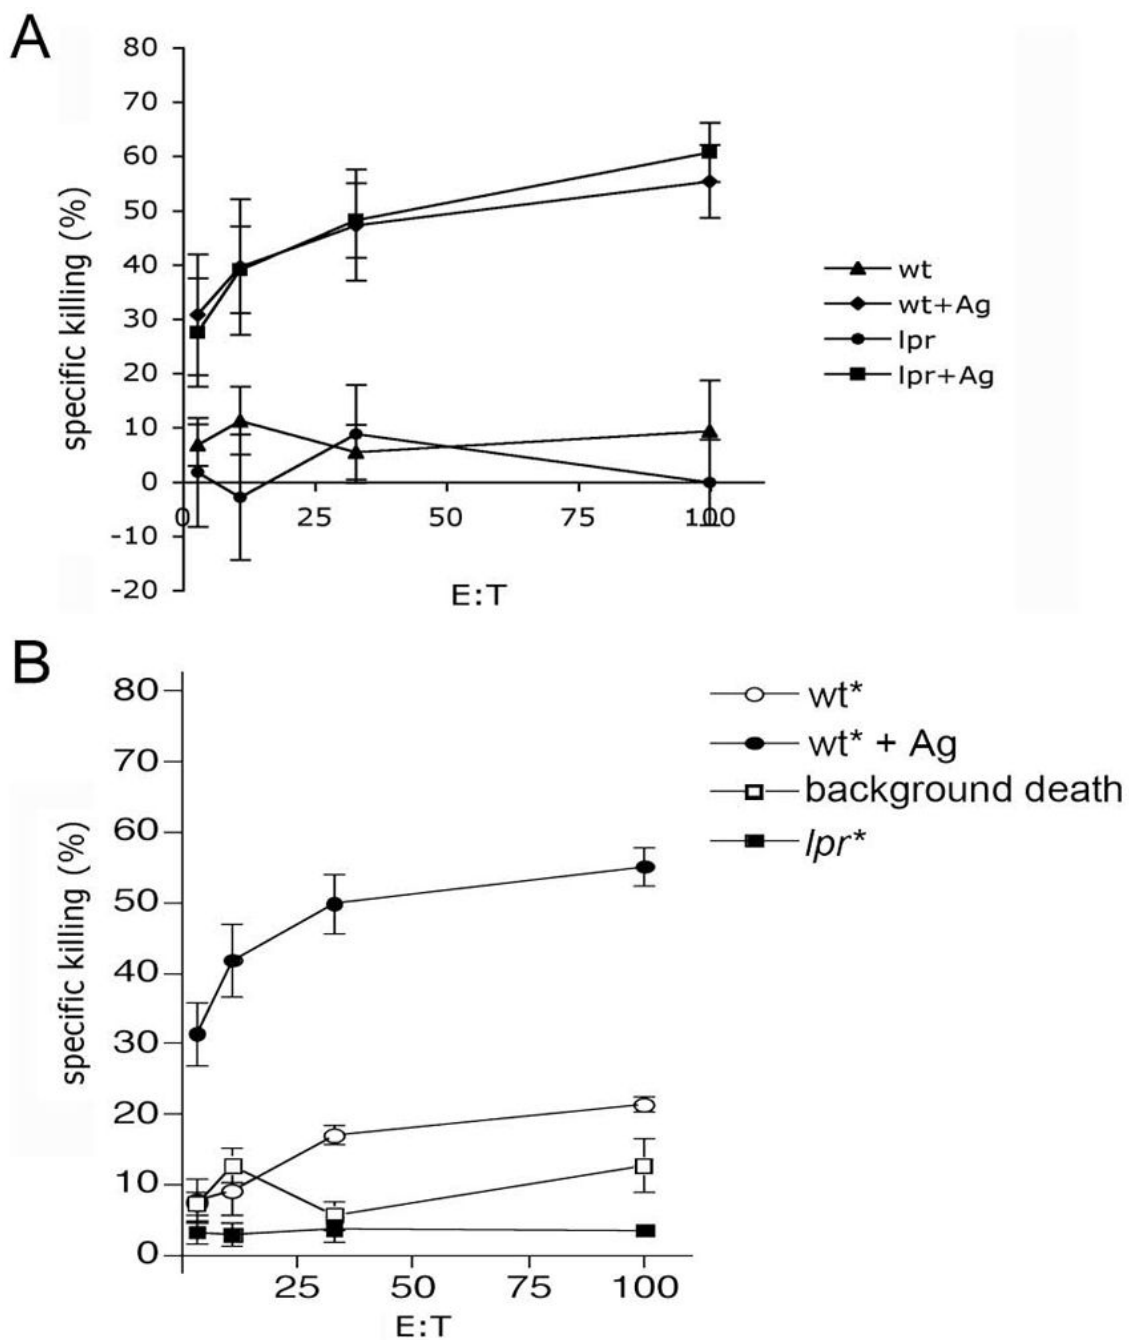 A
80
70
60
50
40
30
20
10
0
-10
-20
specific killing (%)
0 25 50 75 100
E:T
wt
wt+Ag
lpr
lpr+Ag
B
80
70
60
50
40
30
20
10
0
specific killing (%)
25 50 75 100
E:T
wt*
wt* + Ag
background death
lpr*